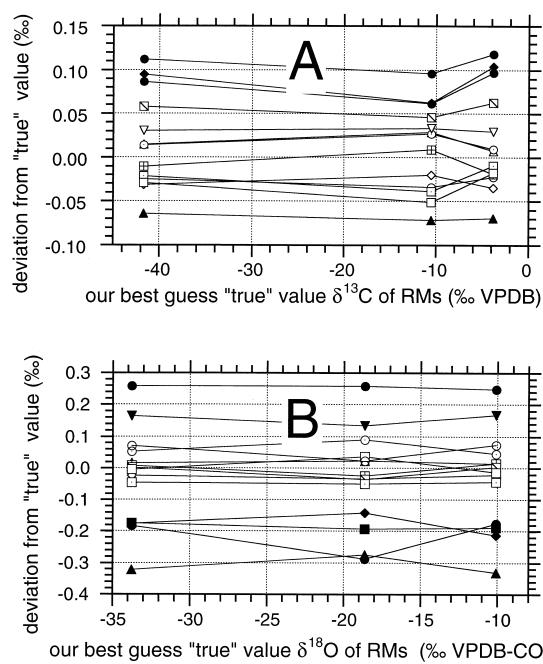 deviation from "true" value (‰)
0.15
0.10
0.05
0.00
-0.05
-0.10
A
-40 -30 -20 -10 0
our best guess "true" value δ¹³C of RMs (‰ VPDB)
deviation from "true" value (‰)
0.3
0.2
0.1
0.0
-0.1
-0.2
-0.3
-0.4
B
-35 -30 -25 -20 -15 -10
our best guess "true" value δ¹⁸O of RMs (‰ VPDB-CO